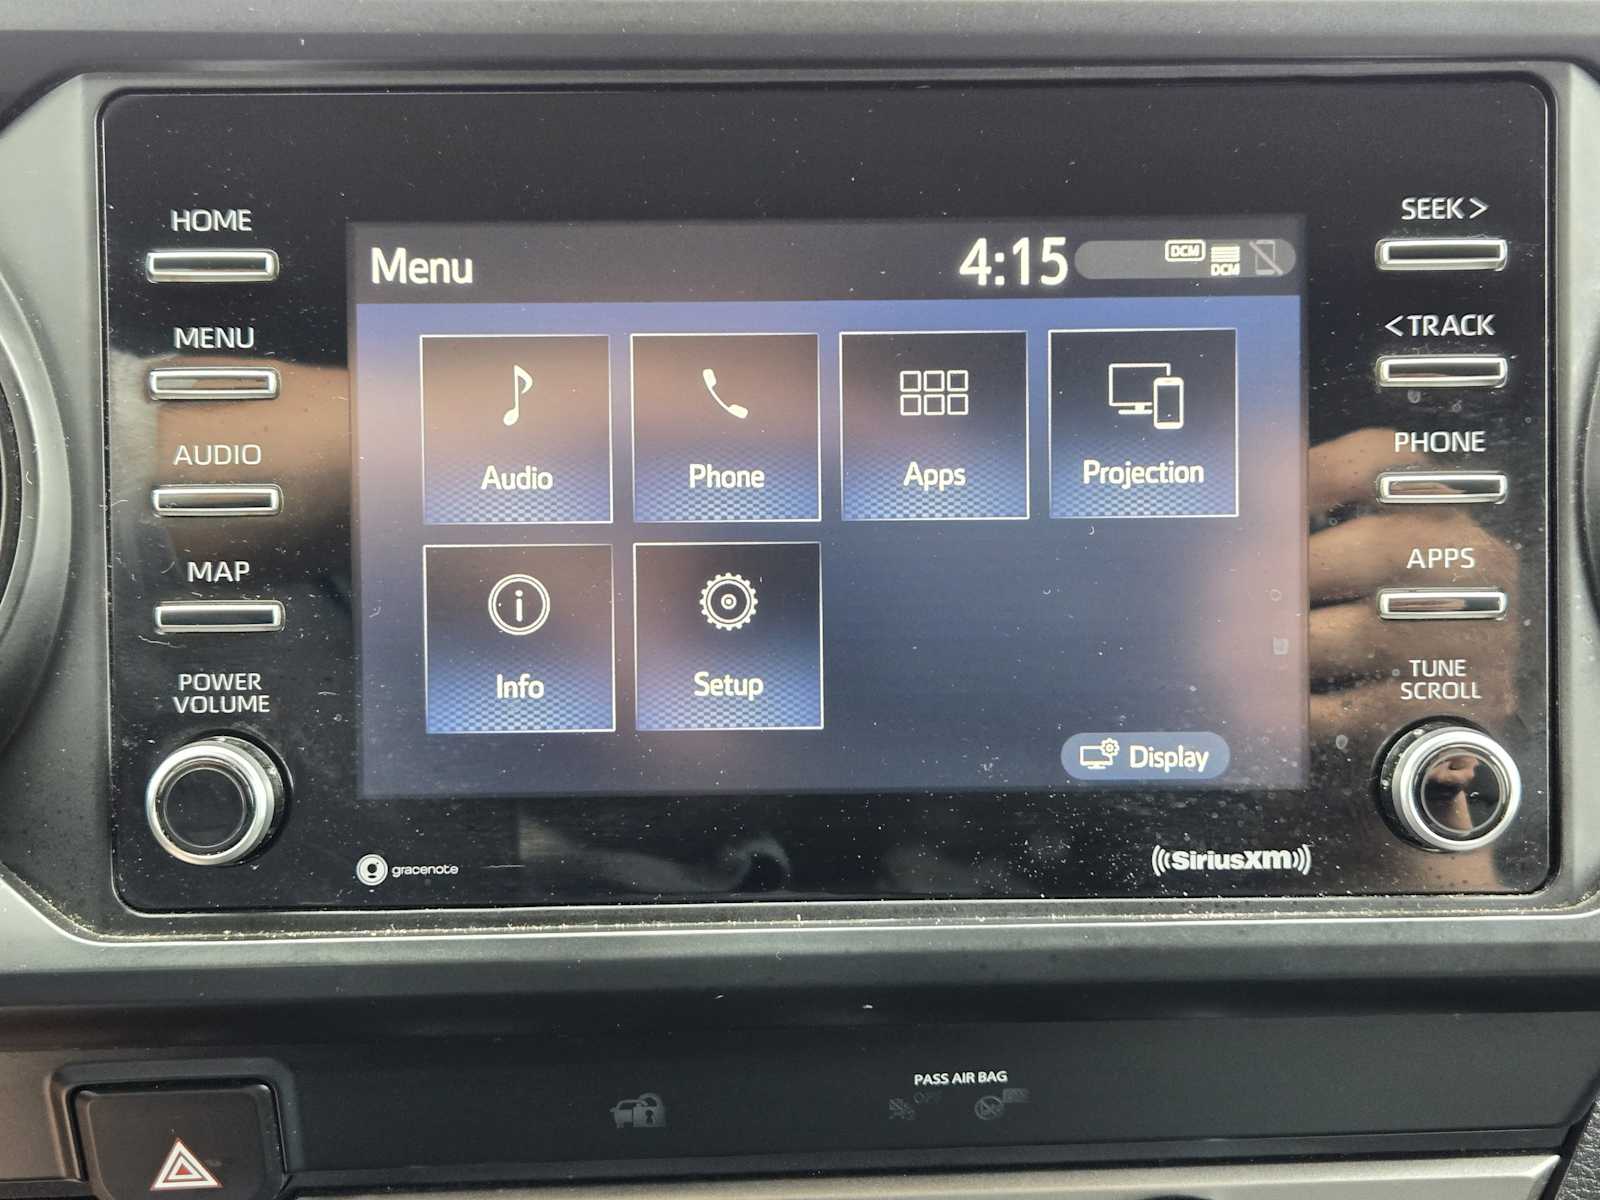 HOME
MENU
AUDIO
MAP
POWER
VOLUME
Menu
4:15
DCM
DCM
Audio
Phone
Apps
Projection
Info
Setup
Display
gracenote
SiriusXM
SEEK >
< TRACK
PHONE
APPS
TUNE
SCROLL
PASS AIR BAG
OFF